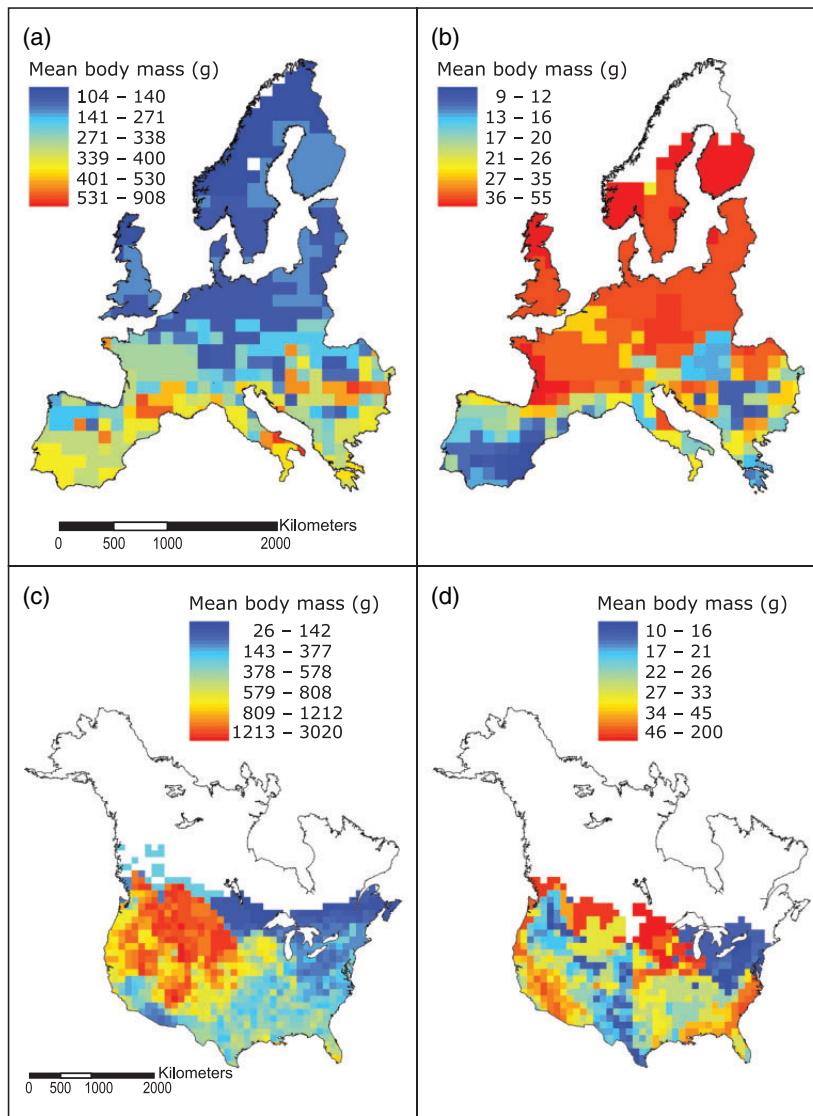 (a)
Mean body mass (g)
104 – 140
141 – 271
271 – 338
339 – 400
401 – 530
531 – 908
Kilometers
0 500 1000 2000
(b)
Mean body mass (g)
9 – 12
13 – 16
17 – 20
21 – 26
27 – 35
36 – 55
(c)
Mean body mass (g)
26 – 142
143 – 377
378 – 578
579 – 808
809 – 1212
1213 – 3020
Kilometers
0 500 1000 2000
(d)
Mean body mass (g)
10 – 16
17 – 21
22 – 26
27 – 33
34 – 45
46 – 200